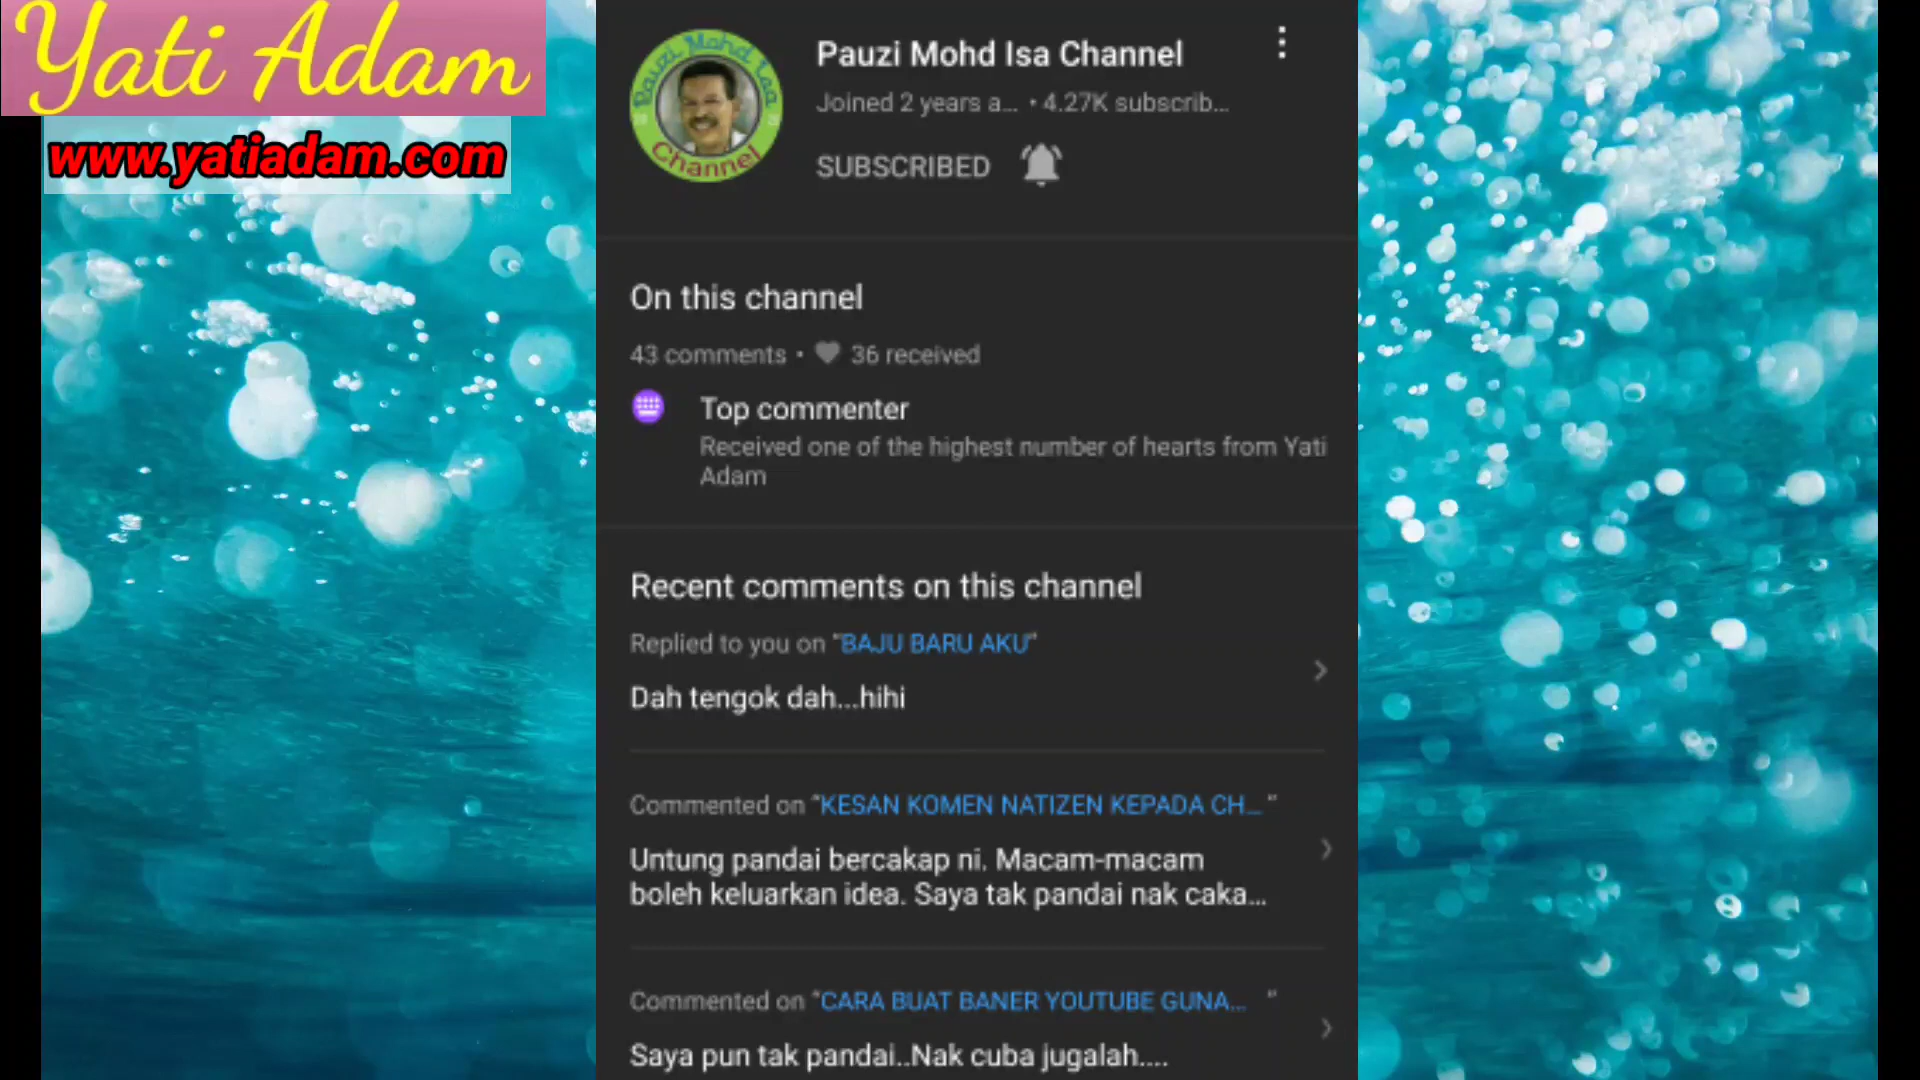 Yati Adam
www.yatiadam.com
Pauzi Mohd Isa
Channel
Pauzi Mohd Isa Channel
Joined 2 years a... • 4.27K subscrib...
SUBSCRIBED
On this channel
43 comments • 36 received
Top commenter
Received one of the highest number of hearts from Yati
Adam
Recent comments on this channel
Replied to you on "BAJU BARU AKU"
Dah tengok dah...hihi
Commented on "KESAN KOMEN NATIZEN KEPADA CH... "
Untung pandai bercakap ni. Macam-macam
boleh keluarkan idea. Saya tak pandai nak caka...
Commented on "CARA BUAT BANER YOUTUBE GUNA... "
Saya pun tak pandai..Nak cuba jugalah....